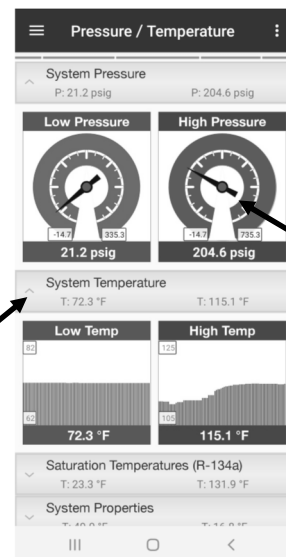 Pressure / Temperature
System Pressure
P: 21.2 psig P: 204.6 psig
Low Pressure High Pressure
-14.7 335.3 -14.7 735.3
21.2 psig 204.6 psig
System Temperature
T: 72.3 °F T: 115.1 °F
Low Temp High Temp
82 125
62 105
72.3 °F 115.1 °F
Saturation Temperatures (R-134a)
T: 23.3 °F T: 131.9 °F
System Properties